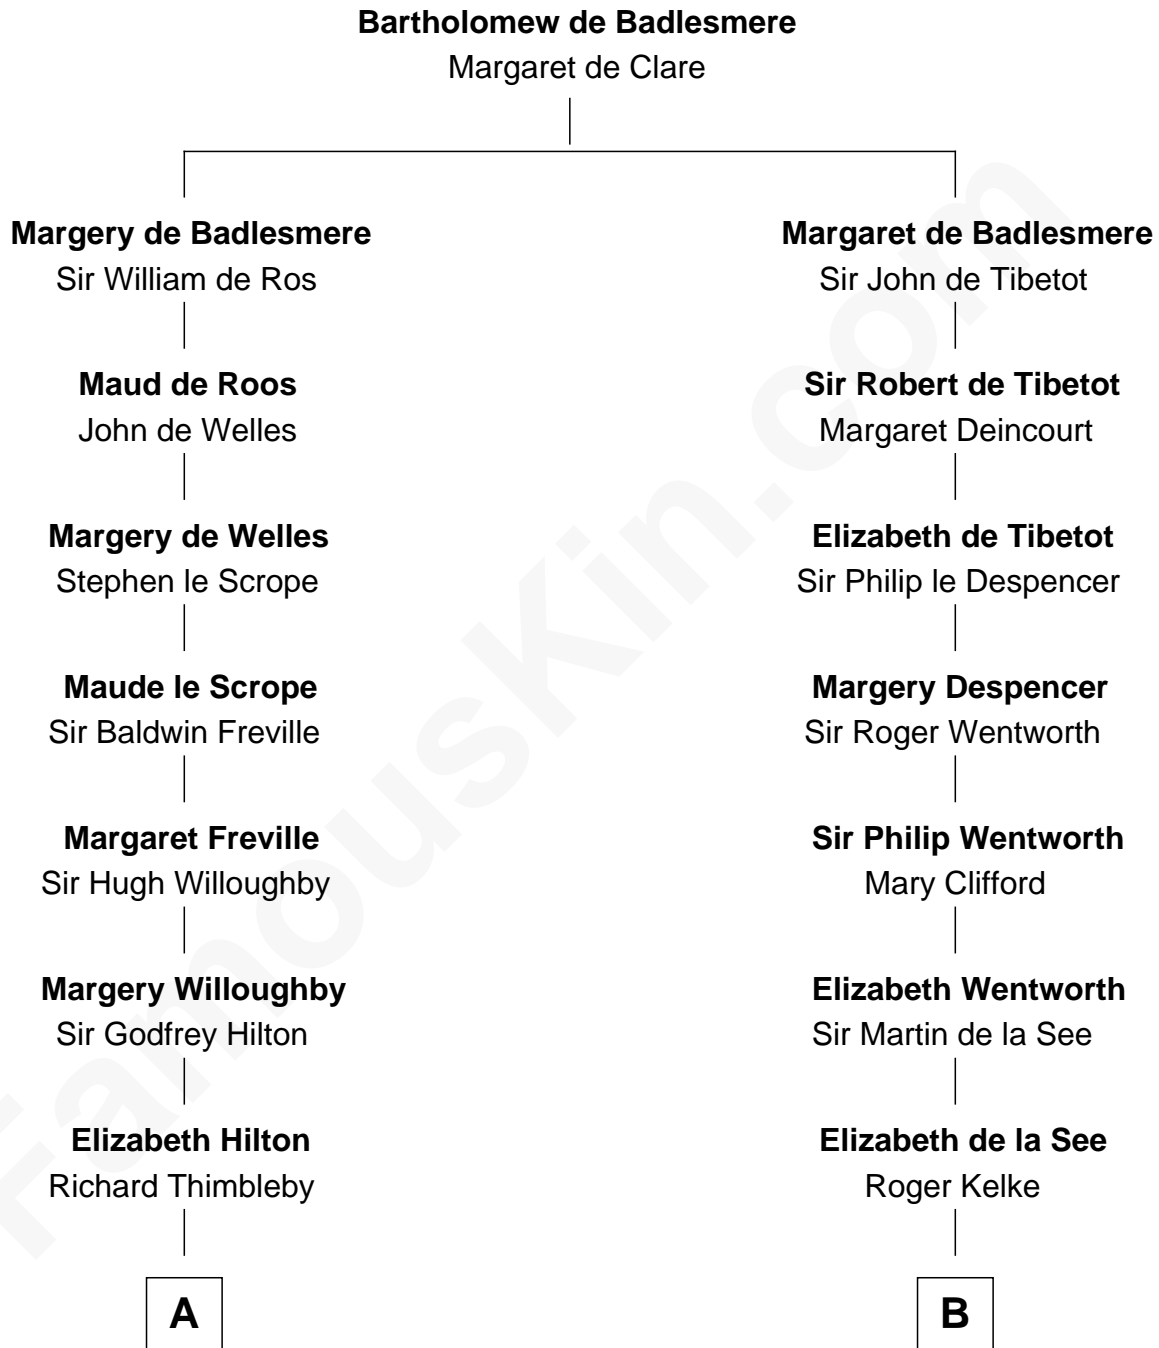 Bartholomew de Badlesmere
Margaret de Clare
Margery de Badlesmere
Sir William de Ros
Margaret de Badlesmere
Sir John de Tibetot
Maud de Roos
John de Welles
Sir Robert de Tibetot
Margaret Deincourt
Margery de Welles
Stephen le Scrope
Elizabeth de Tibetot
Sir Philip le Despencer
Maude le Scrope
Sir Baldwin Freville
Margery Despencer
Sir Roger Wentworth
Margaret Freville
Sir Hugh Willoughby
Sir Philip Wentworth
Mary Clifford
Margery Willoughby
Sir Godfrey Hilton
Elizabeth Wentworth
Sir Martin de la See
Elizabeth Hilton
Richard Thimbleby
Elizabeth de la See
Roger Kelke
A
B
FamousKin.com